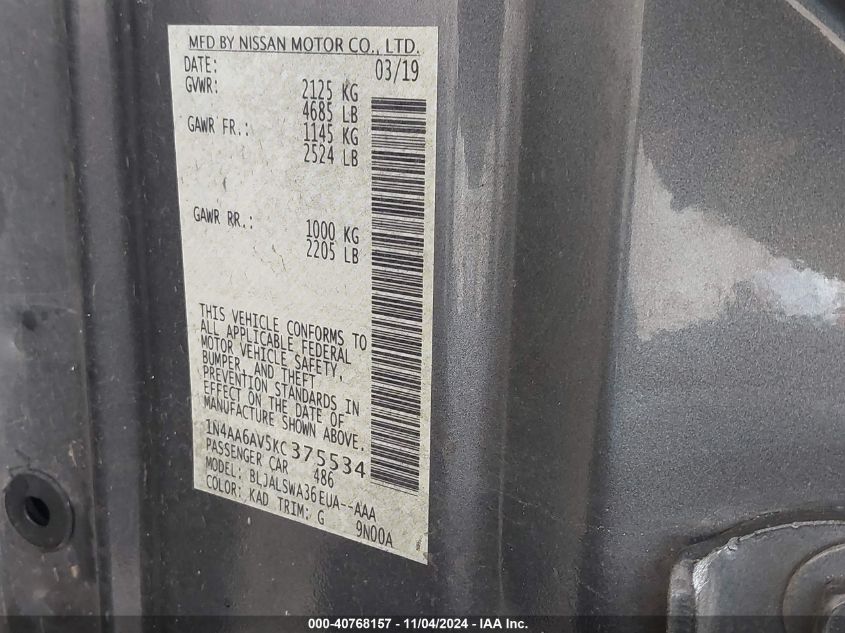 MFD BY NISSAN MOTOR CO., LTD.
DATE: 03/19
GVWR: 2125 KG
4685 LB
GAWR FR.: 1145 KG
2524 LB
GAWR RR.: 1000 KG
2205 LB
THIS VEHICLE CONFORMS TO
ALL APPLICABLE FEDERAL
MOTOR VEHICLE SAFETY,
BUMPER, AND THEFT
PREVENTION STANDARDS IN
EFFECT ON THE DATE OF
MANUFACTURE SHOWN ABOVE.
1N4AA6AV5KC375534
PASSENGER CAR 486
MODEL: BLJALSWA36EUA--AAA
COLOR: KAD TRIM: G 9N00A
000-40768157 - 11/04/2024 - IAA Inc.